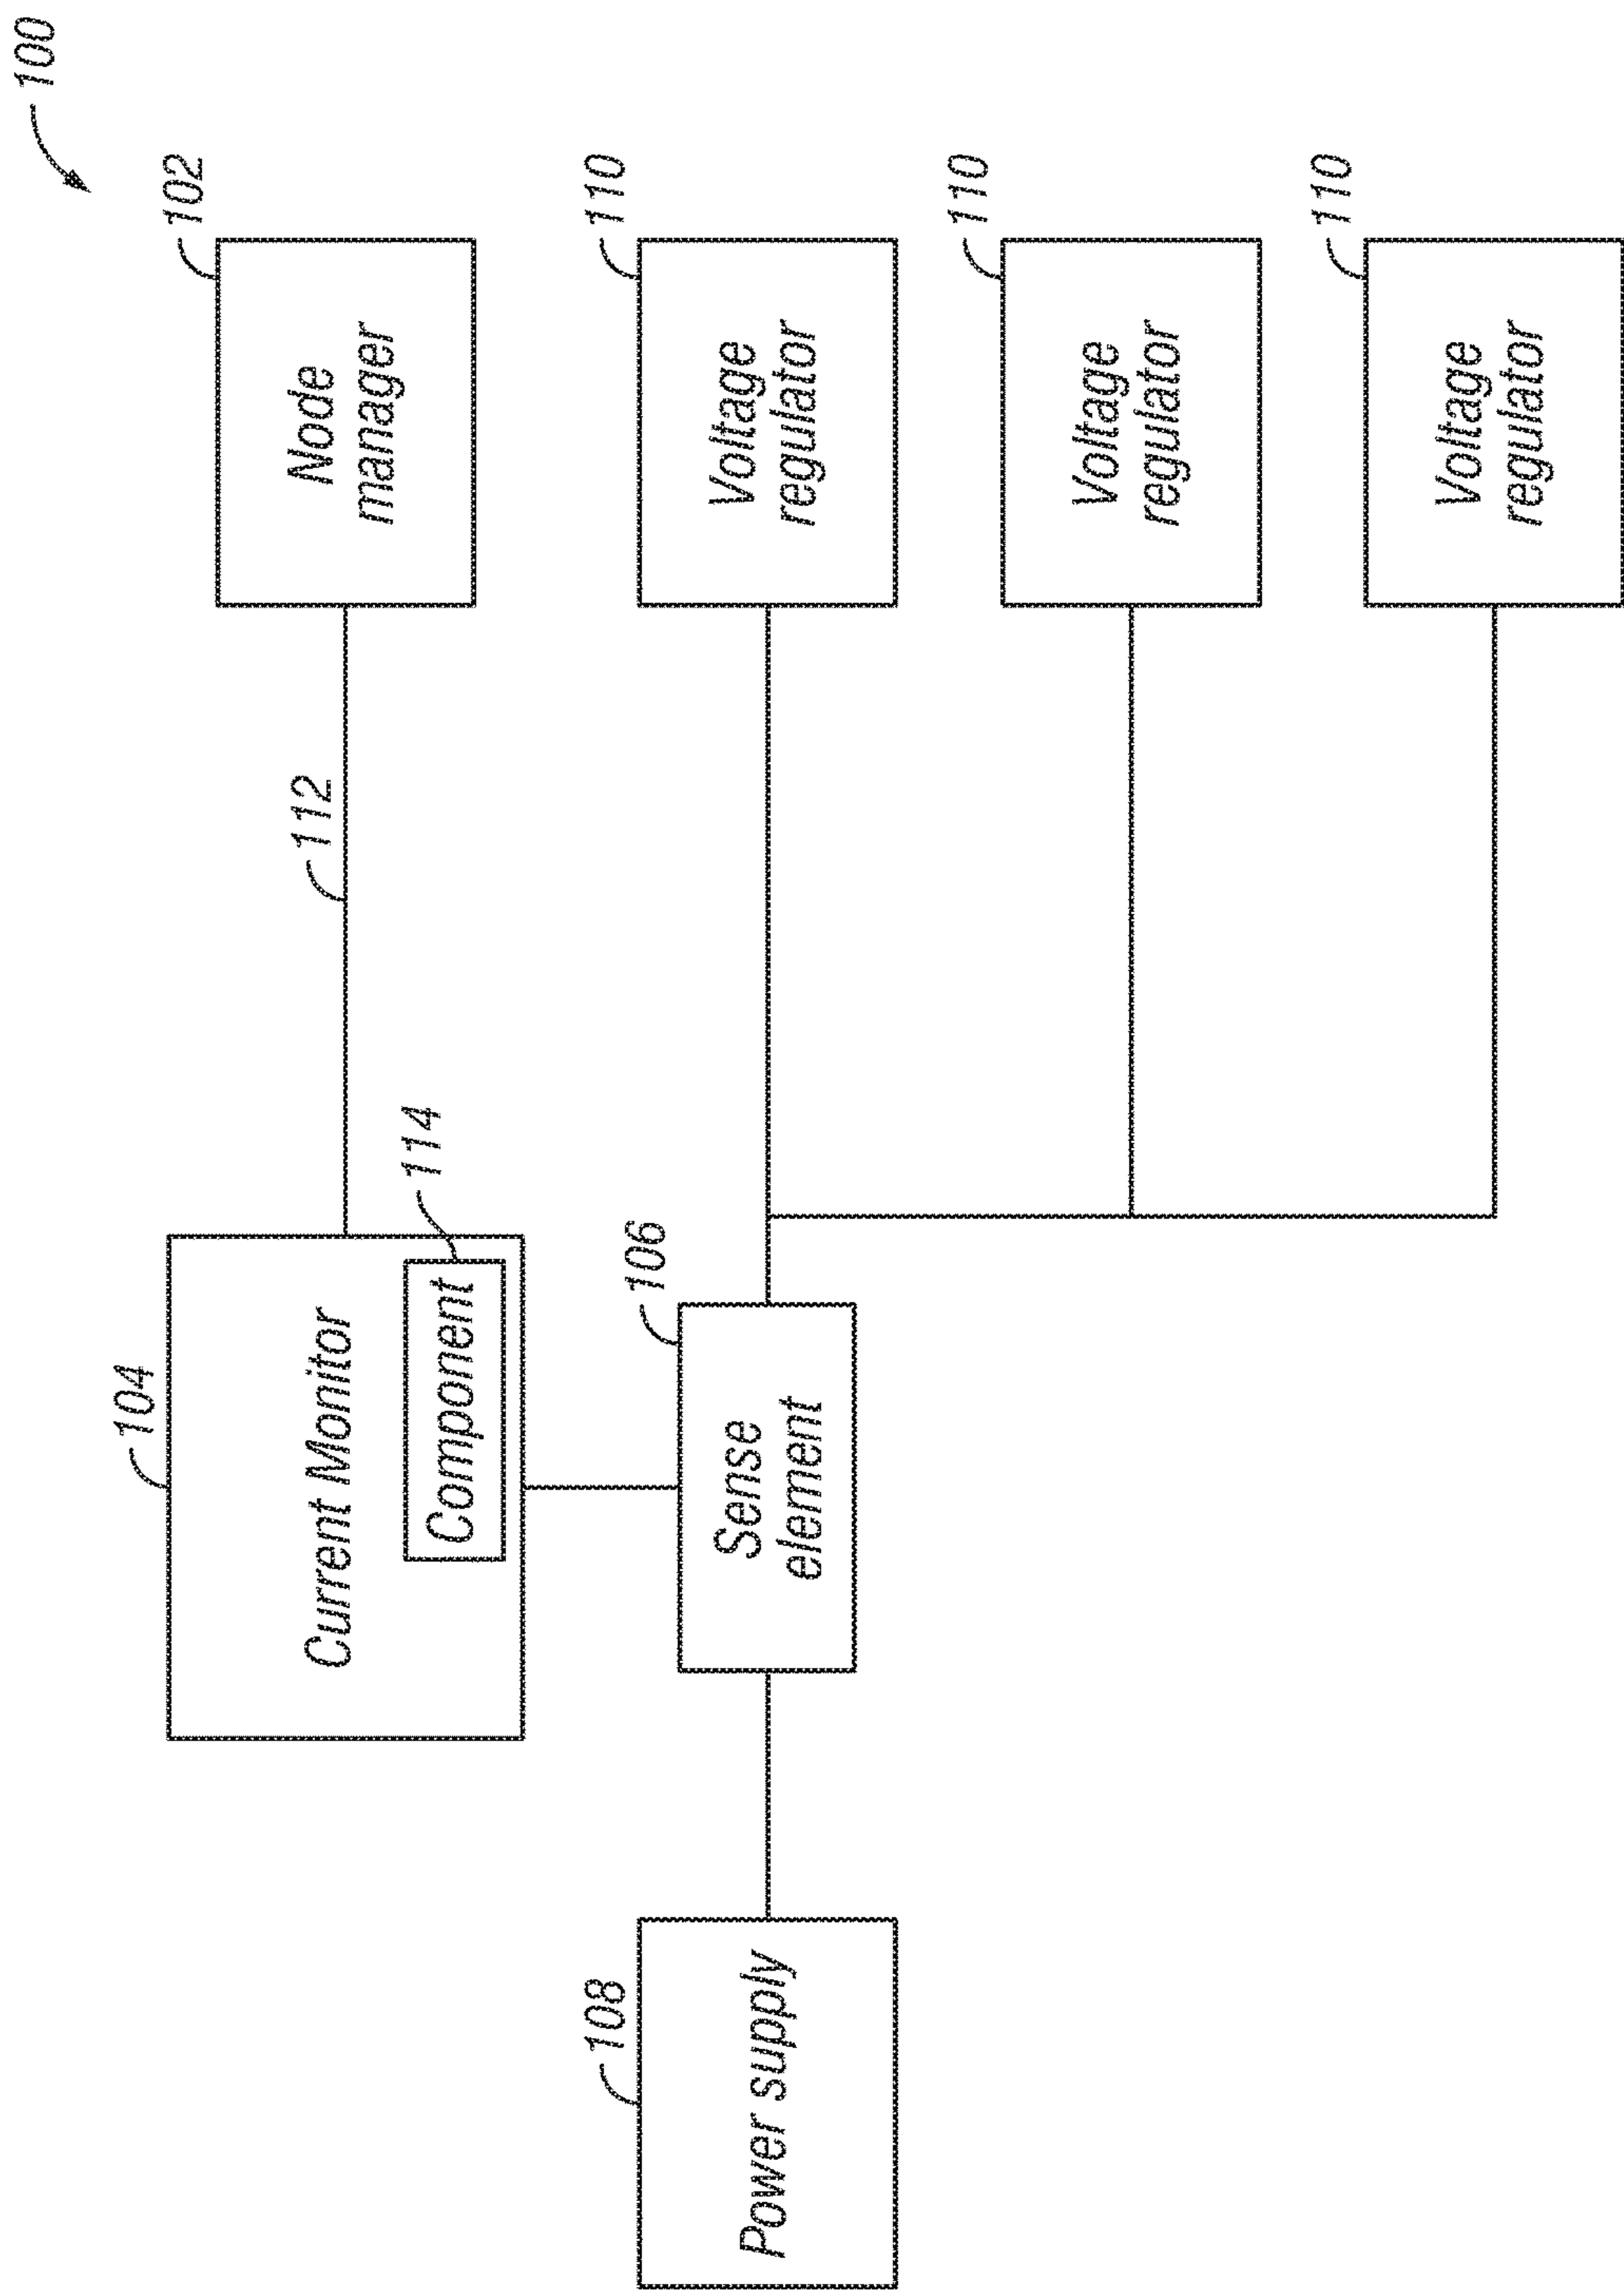 100
102
Node
manager
112
104
Current Monitor
114
Component
106
Sense
element
108
Power supply
110
Voltage
regulator
110
Voltage
regulator
110
Voltage
regulator